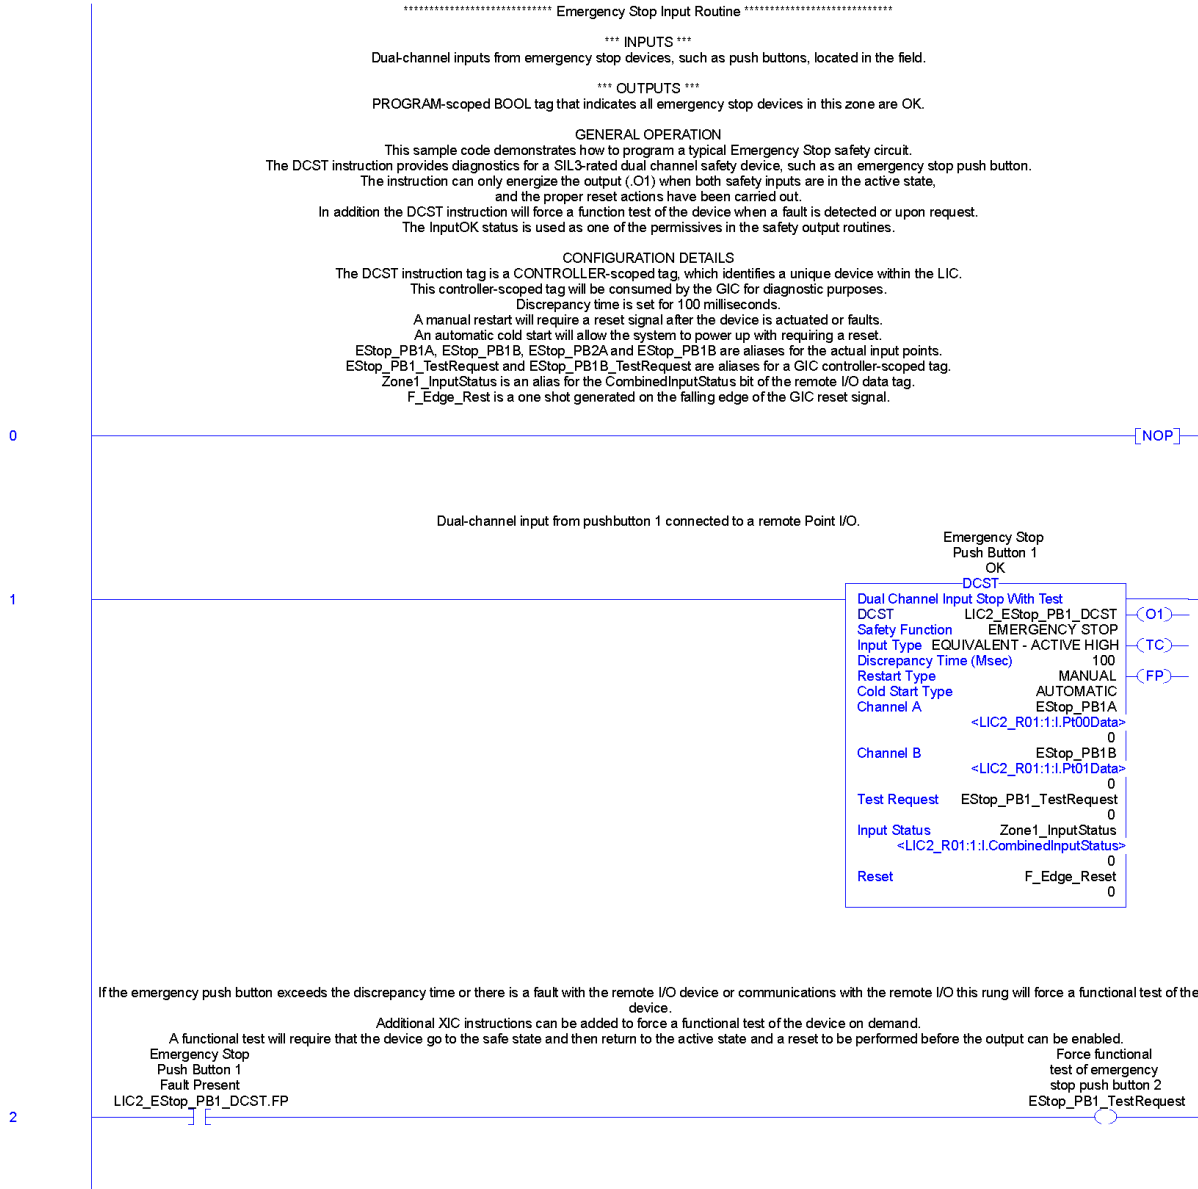 **************************** Emergency Stop Input Routine ****************************
*** INPUTS ***
Dual-channel inputs from emergency stop devices, such as push buttons, located in the field.
*** OUTPUTS ***
PROGRAM-scoped BOOL tag that indicates all emergency stop devices in this zone are OK.
GENERAL OPERATION
This sample code demonstrates how to program a typical Emergency Stop safety circuit.
The DCST instruction provides diagnostics for a SIL3-rated dual channel safety device, such as an emergency stop push button.
The instruction can only energize the output (.O1) when both safety inputs are in the active state,
and the proper reset actions have been carried out.
In addition the DCST instruction will force a function test of the device when a fault is detected or upon request.
The InputOK status is used as one of the permissives in the safety output routines.
CONFIGURATION DETAILS
The DCST instruction tag is a CONTROLLER-scoped tag, which identifies a unique device within the LIC.
This controller-scoped tag will be consumed by the GIC for diagnostic purposes.
Discrepancy time is set for 100 milliseconds.
A manual restart will require a reset signal after the device is actuated or faults.
An automatic cold start will allow the system to power up with requiring a reset.
EStop_PB1A, EStop_PB1B, EStop_PB2A and EStop_PB1B are aliases for the actual input points.
EStop_PB1_TestRequest and EStop_PB1B_TestRequest are aliases for a GIC controller-scoped tag.
Zone1_InputStatus is an alias for the CombinedInputStatus bit of the remote I/O data tag.
F_Edge_Rest is a one shot generated on the falling edge of the GIC reset signal.
0
NOP
Dual-channel input from pushbutton 1 connected to a remote Point I/O.
Emergency Stop
Push Button 1
OK
DCST
1
Dual Channel Input Stop With Test
DCST LIC2_EStop_PB1_DCST O1
Safety Function EMERGENCY STOP
Input Type EQUIVALENT - ACTIVE HIGH TC
Discrepancy Time (Msec) 100
Restart Type MANUAL FP
Cold Start Type AUTOMATIC
Channel A EStop_PB1A
<LIC2_R01:1:I.Pt00Data>
0
Channel B EStop_PB1B
<LIC2_R01:1:I.Pt01Data>
0
Test Request EStop_PB1_TestRequest
0
Input Status Zone1_InputStatus
<LIC2_R01:1:I.CombinedInputStatus>
0
Reset F_Edge_Reset
0
If the emergency push button exceeds the discrepancy time or there is a fault with the remote I/O device or communications with the remote I/O this rung will force a functional test of the
device.
Additional XIC instructions can be added to force a functional test of the device on demand.
A functional test will require that the device go to the safe state and then return to the active state and a reset to be performed before the output can be enabled.
Emergency Stop
Push Button 1
Fault Present
LIC2_EStop_PB1_DCST.FP
Force functional
test of emergency
stop push button 2
EStop_PB1_TestRequest
2